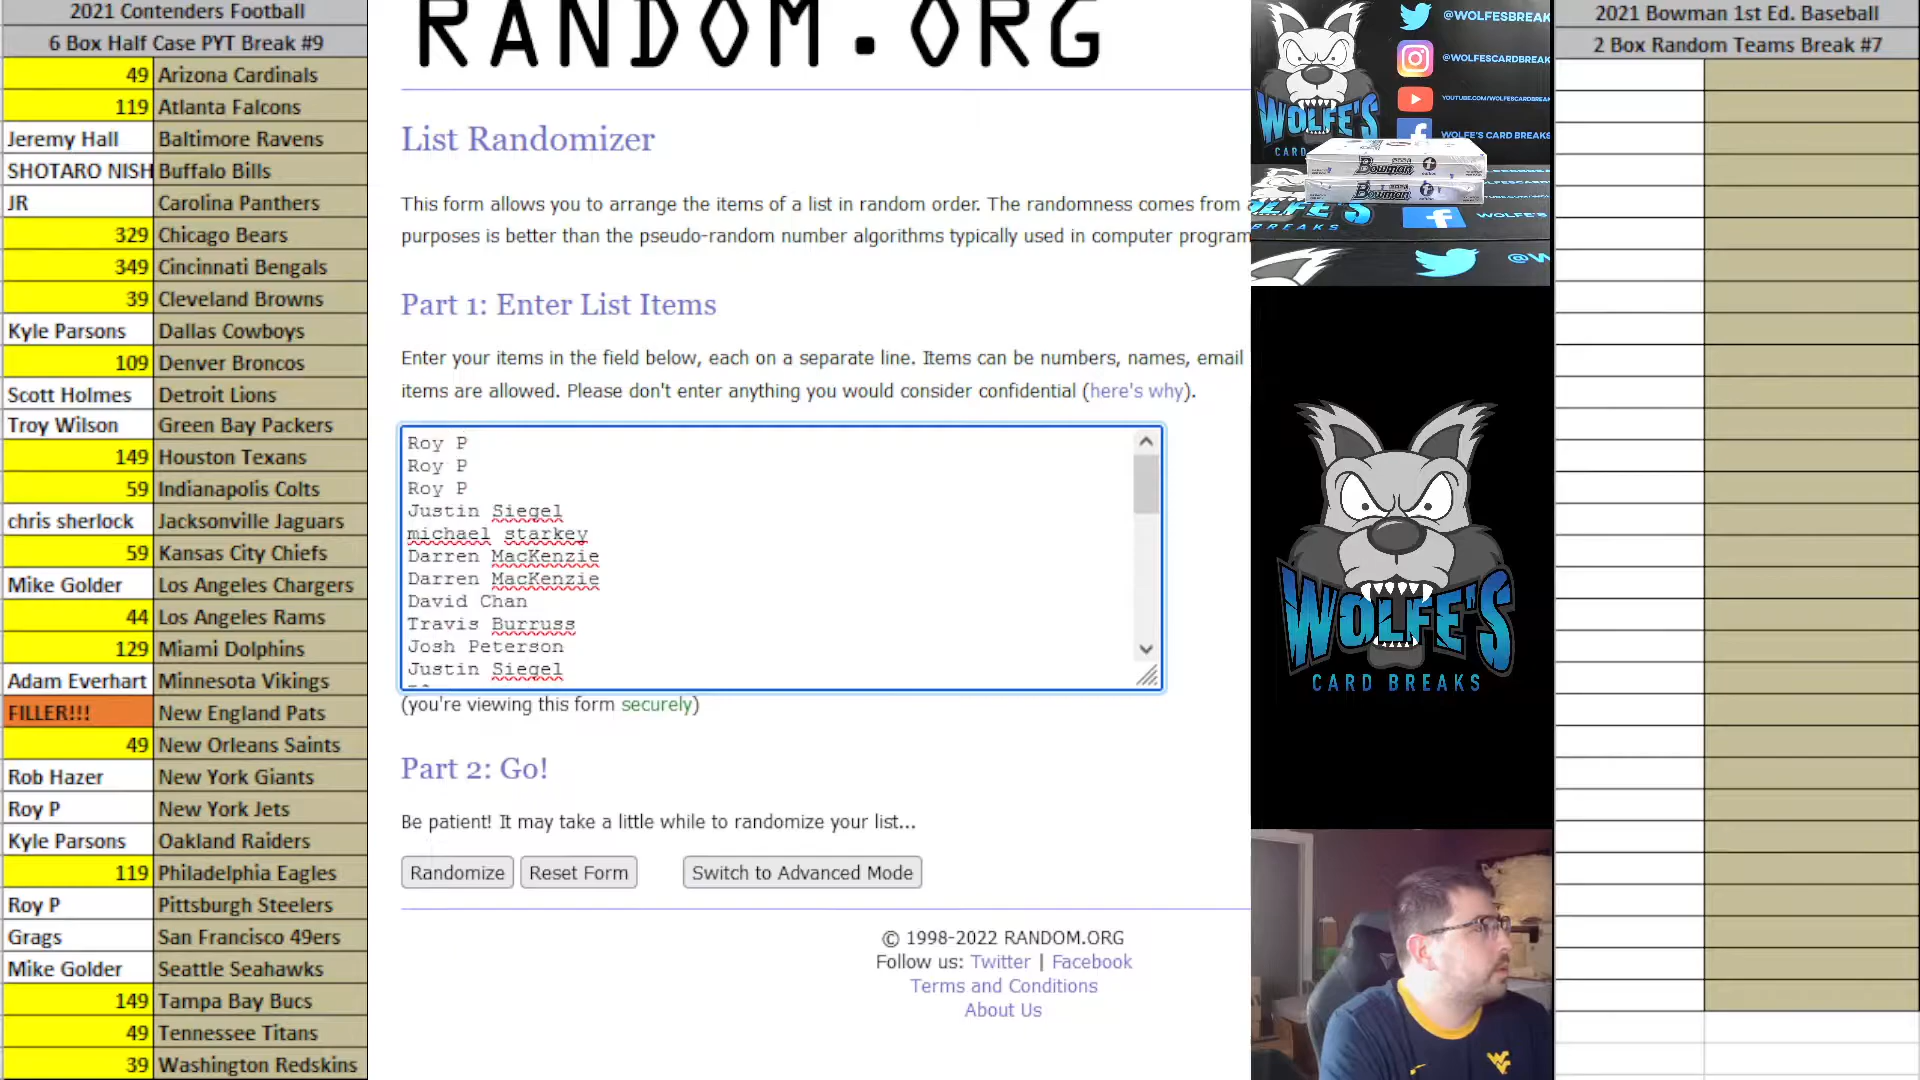 2021 Contenders Football
6 Box Half Case PYT Break #9
49 Arizona Cardinals
119 Atlanta Falcons
Jeremy Hall Baltimore Ravens
SHOTARO NISH Buffalo Bills
JR Carolina Panthers
329 Chicago Bears
349 Cincinnati Bengals
39 Cleveland Browns
Kyle Parsons Dallas Cowboys
109 Denver Broncos
Scott Holmes Detroit Lions
Troy Wilson Green Bay Packers
149 Houston Texans
59 Indianapolis Colts
chris sherlock Jacksonville Jaguars
59 Kansas City Chiefs
Mike Golder Los Angeles Chargers
44 Los Angeles Rams
129 Miami Dolphins
Adam Everhart Minnesota Vikings
FILLER!!! New England Pats
49 New Orleans Saints
Rob Hazer New York Giants
Roy P New York Jets
Kyle Parsons Oakland Raiders
119 Philadelphia Eagles
Roy P Pittsburgh Steelers
Grags San Francisco 49ers
Mike Golder Seattle Seahawks
149 Tampa Bay Bucs
49 Tennessee Titans
39 Washington Redskins
RANDOM.ORG
List Randomizer
This form allows you to arrange the items of a list in random order. The randomness comes from
purposes is better than the pseudo-random number algorithms typically used in computer program
Part 1: Enter List Items
Enter your items in the field below, each on a separate line. Items can be numbers, names, email
items are allowed. Please don't enter anything you would consider confidential (here's why).
Roy P
Roy P
Roy P
Justin Siegel
michael starkey
Darren MacKenzie
Darren MacKenzie
David Chan
Travis Burruss
Josh Peterson
Justin Siegel
(you're viewing this form securely)
Part 2: Go!
Be patient! It may take a little while to randomize your list...
Randomize Reset Form Switch to Advanced Mode
© 1998-2022 RANDOM.ORG
Follow us: Twitter | Facebook
Terms and Conditions
About Us
@WOLFESBREAK
@WOLFESCARDBREAK
YOUTUBE.COM/WOLFESCARDBREAK
WOLFE'S CARD BREAKS
WOLFE'S
CARD
Bowman
Bowman
BREAKS
WOLFE'S
@W
WOLFE'S
CARD BREAKS
2021 Bowman 1st Ed. Baseball
2 Box Random Teams Break #7